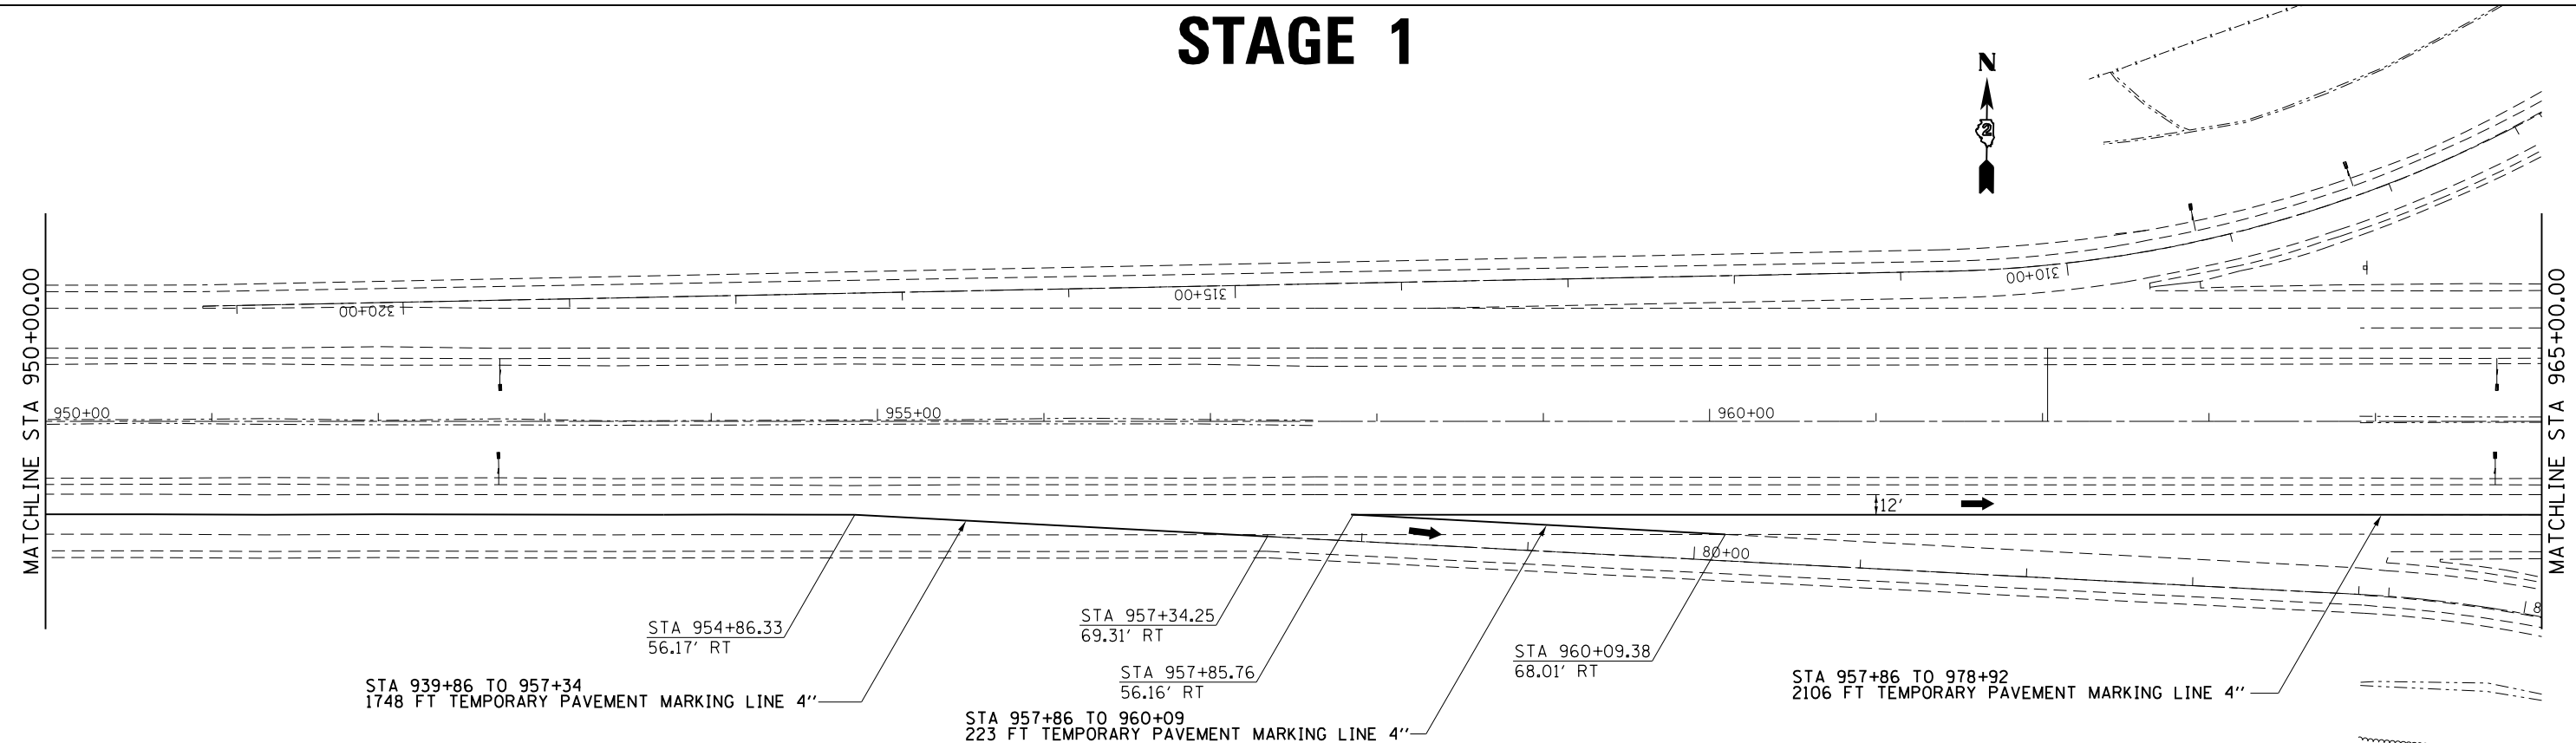 STAGE 1
N
2
MATCHLINE STA 950+00.00
MATCHLINE STA 965+00.00
320+00
315+00
310+00
950+00
955+00
960+00
12'
80+00
8
STA 954+86.33
56.17' RT
STA 957+34.25
69.31' RT
STA 957+85.76
56.16' RT
STA 960+09.38
68.01' RT
STA 939+86 TO 957+34
1748 FT TEMPORARY PAVEMENT MARKING LINE 4''
STA 957+86 TO 960+09
223 FT TEMPORARY PAVEMENT MARKING LINE 4''
STA 957+86 TO 978+92
2106 FT TEMPORARY PAVEMENT MARKING LINE 4''